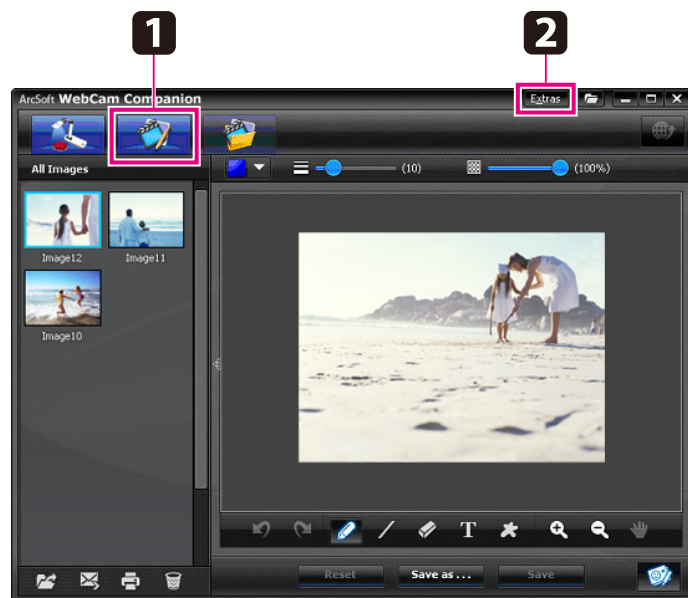 1
2
ArcSoft WebCam Companion
Extras
All Images
(10)
(100%)
Image12
Image11
Image10
T
Reset
Save as ...
Save